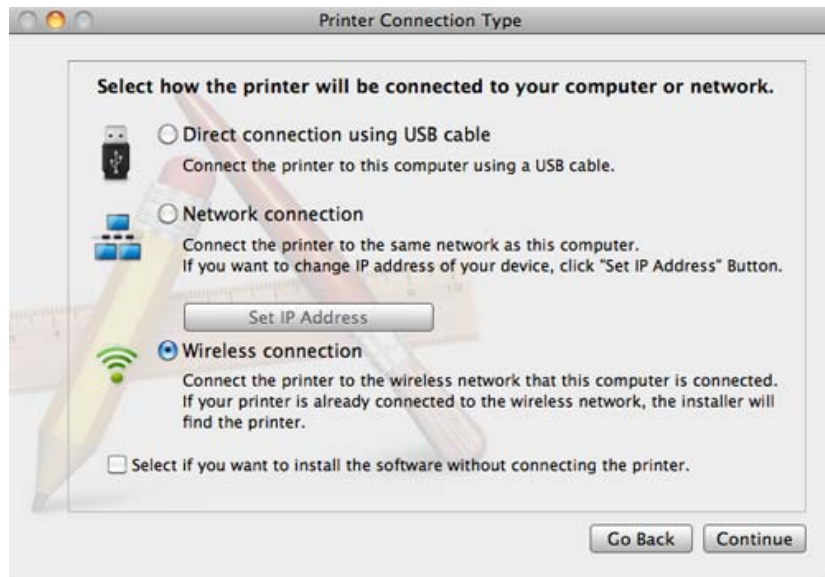 Printer Connection Type
Select how the printer will be connected to your computer or network.
Direct connection using USB cable
Connect the printer to this computer using a USB cable.
Network connection
Connect the printer to the same network as this computer.
If you want to change IP address of your device, click "Set IP Address" Button.
Set IP Address
Wireless connection
Connect the printer to the wireless network that this computer is connected.
If your printer is already connected to the wireless network, the installer will
find the printer.
Select if you want to install the software without connecting the printer.
Go Back Continue